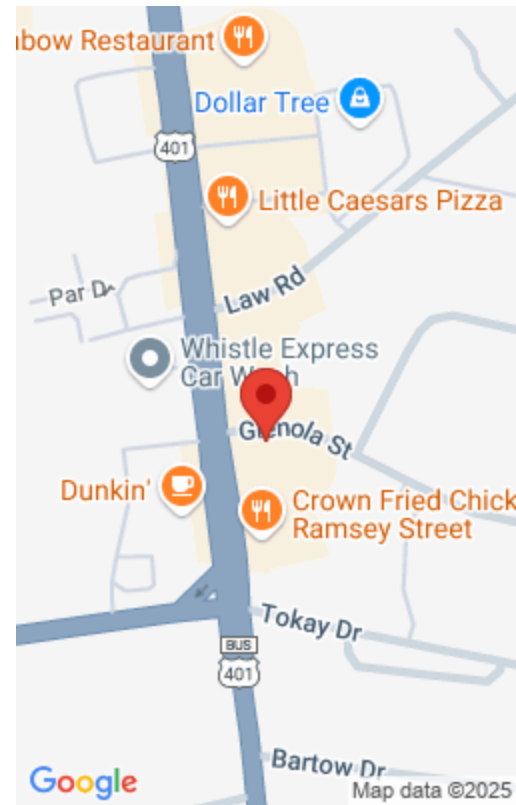 bow Restaurant
Dollar Tree
401
Little Caesars Pizza
Par D
Law Rd
Whistle Express
Car W sh
Glenola St
Dunkin'
Crown Fried Chick
Ramsey Street
Tokay Dr
BUS
401
Bartow Dr
Google
Map data ©2025